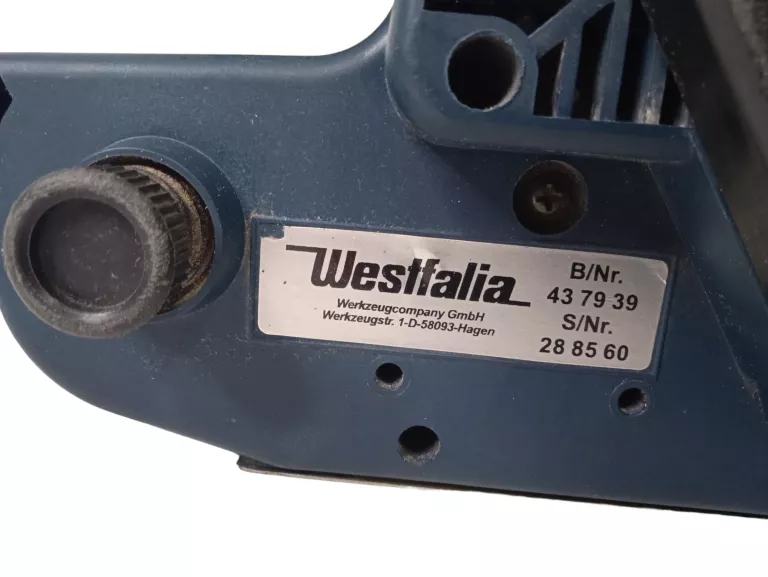 Westfalia
Werkzeugcompany GmbH
Werkzeugstr. 1-D-58093-Hagen
B/Nr.
43 79 39
S/Nr.
28 85 60